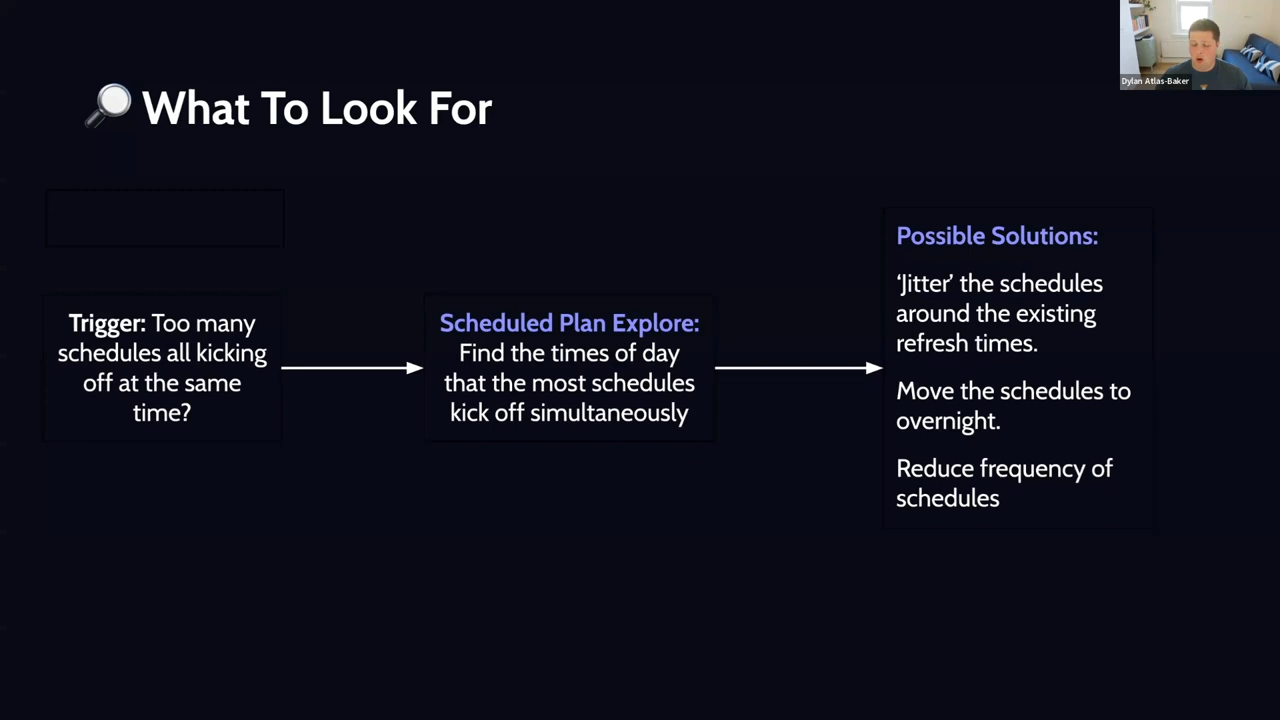 Dylan Atlas-Baker
What To Look For
Trigger: Too many
schedules all kicking
off at the same
time?
Scheduled Plan Explore:
Find the times of day
that the most schedules
kick off simultaneously
Possible Solutions:
‘Jitter’ the schedules
around the existing
refresh times.
Move the schedules to
overnight.
Reduce frequency of
schedules